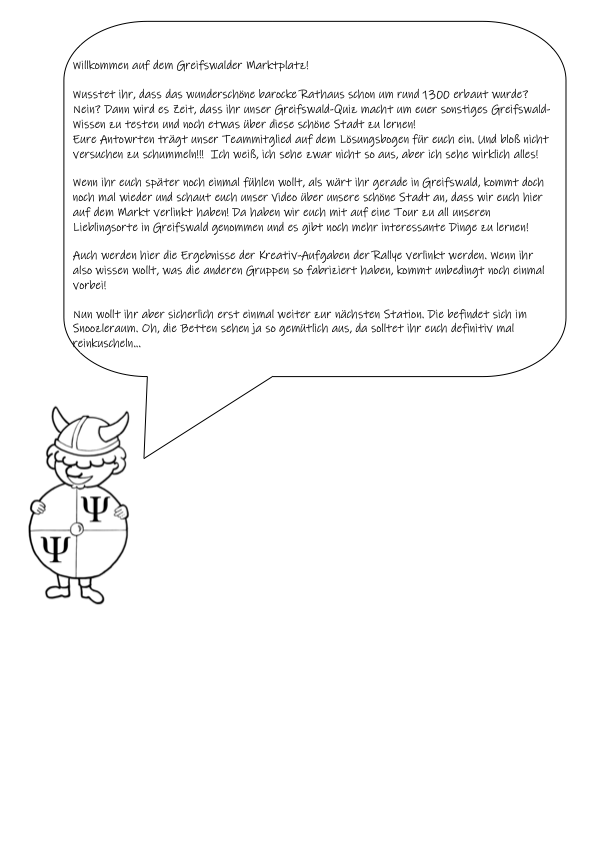 Willkommen auf dem Greifswalder Marktplatz!
Wusstet ihr, dass das wunderschöne barocke Rathaus schon um rund 1300 erbaut wurde?
Nein? Dann wird es Zeit, dass ihr unser Greifswald-Quiz macht um euer sonstiges Greifswald-
Wissen zu testen und noch etwas über diese schöne Stadt zu lernen!
Eure Antowrten trägt unser Teammitglied auf dem Lösungsbogen für euch ein. Und bloß nicht
versuchen zu schummeln!!! Ich weiß, ich sehe zwar nicht so aus, aber ich sehe wirklich alles!
Wenn ihr euch später noch einmal fühlen wollt, als wärt ihr gerade in Greifswald, kommt doch
noch mal wieder und schaut euch unser Video über unsere schöne Stadt an, dass wir euch hier
auf dem Markt verlinkt haben! Da haben wir euch mit auf eine Tour zu all unseren
Lieblingsorte in Greifswald genommen und es gibt noch mehr interessante Dinge zu lernen!
Auch werden hier die Ergebnisse der Kreativ-Aufgaben der Rallye verlinkt werden. Wenn ihr
also wissen wollt, was die anderen Gruppen so fabriziert haben, kommt unbedingt noch einmal
vorbei!
Nun wollt ihr aber sicherlich erst einmal weiter zur nächsten Station. Die befindet sich im
Snoozleraum. Oh, die Betten sehen ja so gemütlich aus, da solltet ihr euch definitiv mal
reinkuscheln...
Ψ
Ψ